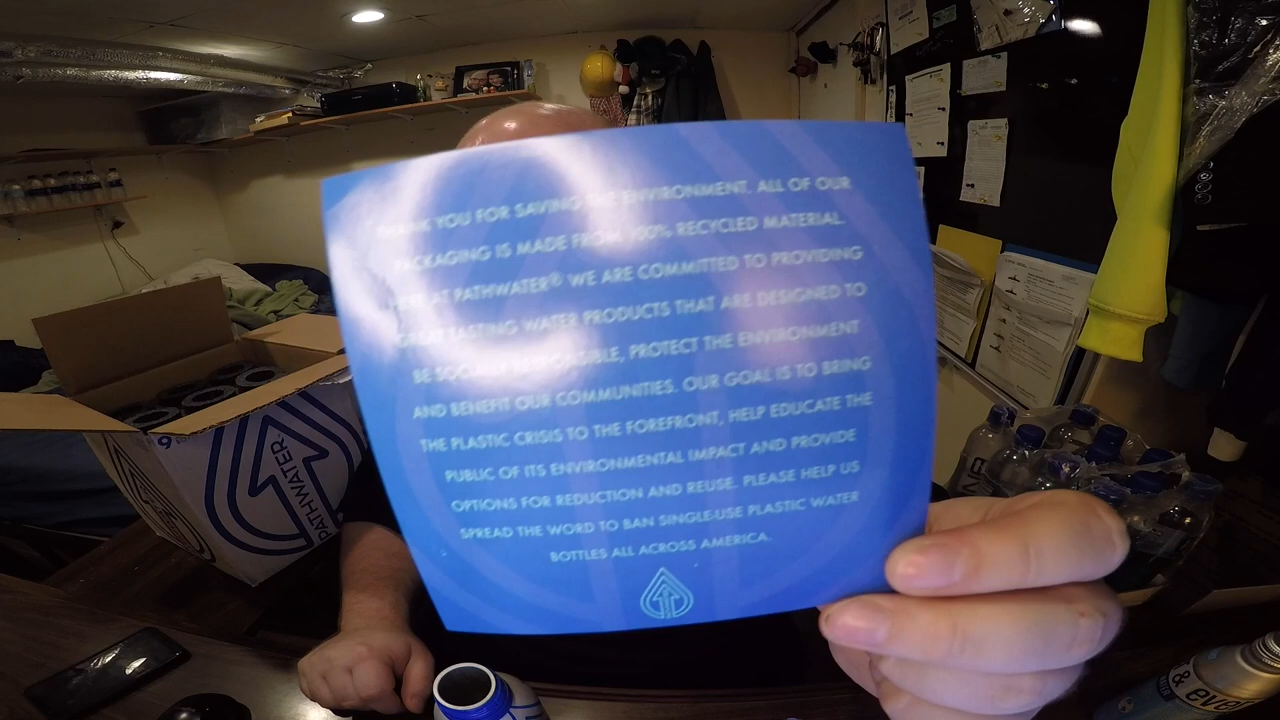 THANK YOU FOR SAVING THE ENVIRONMENT. ALL OF OUR
PACKAGING IS MADE FROM 100% RECYCLED MATERIAL.
HERE AT PATHWATER® WE ARE COMMITTED TO PROVIDING
GREAT TASTING WATER PRODUCTS THAT ARE DESIGNED TO
BE SOCIALLY RESPONSIBLE, PROTECT THE ENVIRONMENT
AND BENEFIT OUR COMMUNITIES. OUR GOAL IS TO BRING
THE PLASTIC CRISIS TO THE FOREFRONT, HELP EDUCATE THE
PUBLIC OF ITS ENVIRONMENTAL IMPACT AND PROVIDE
OPTIONS FOR REDUCTION AND REUSE. PLEASE HELP US
SPREAD THE WORD TO BAN SINGLE-USE PLASTIC WATER
BOTTLES ALL ACROSS AMERICA.
9
PATHWATER
& eve